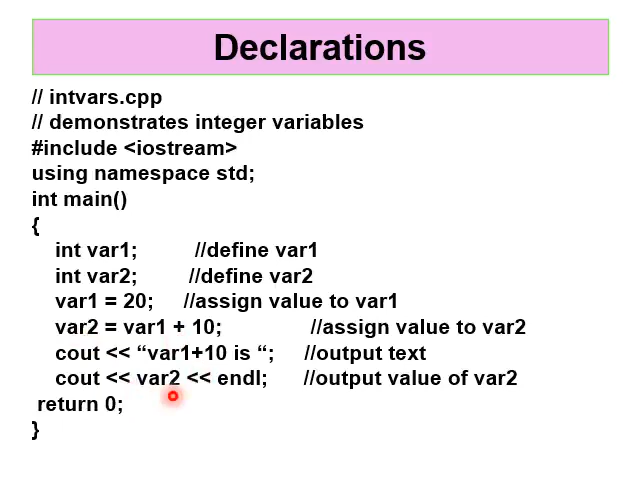 Declarations
// intvars.cpp
// demonstrates integer variables
#include <iostream>
using namespace std;
int main()
{
int var1; //define var1
int var2; //define var2
var1 = 20; //assign value to var1
var2 = var1 + 10; //assign value to var2
cout << “var1+10 is “; //output text
cout << var2 << endl; //output value of var2
return 0;
}